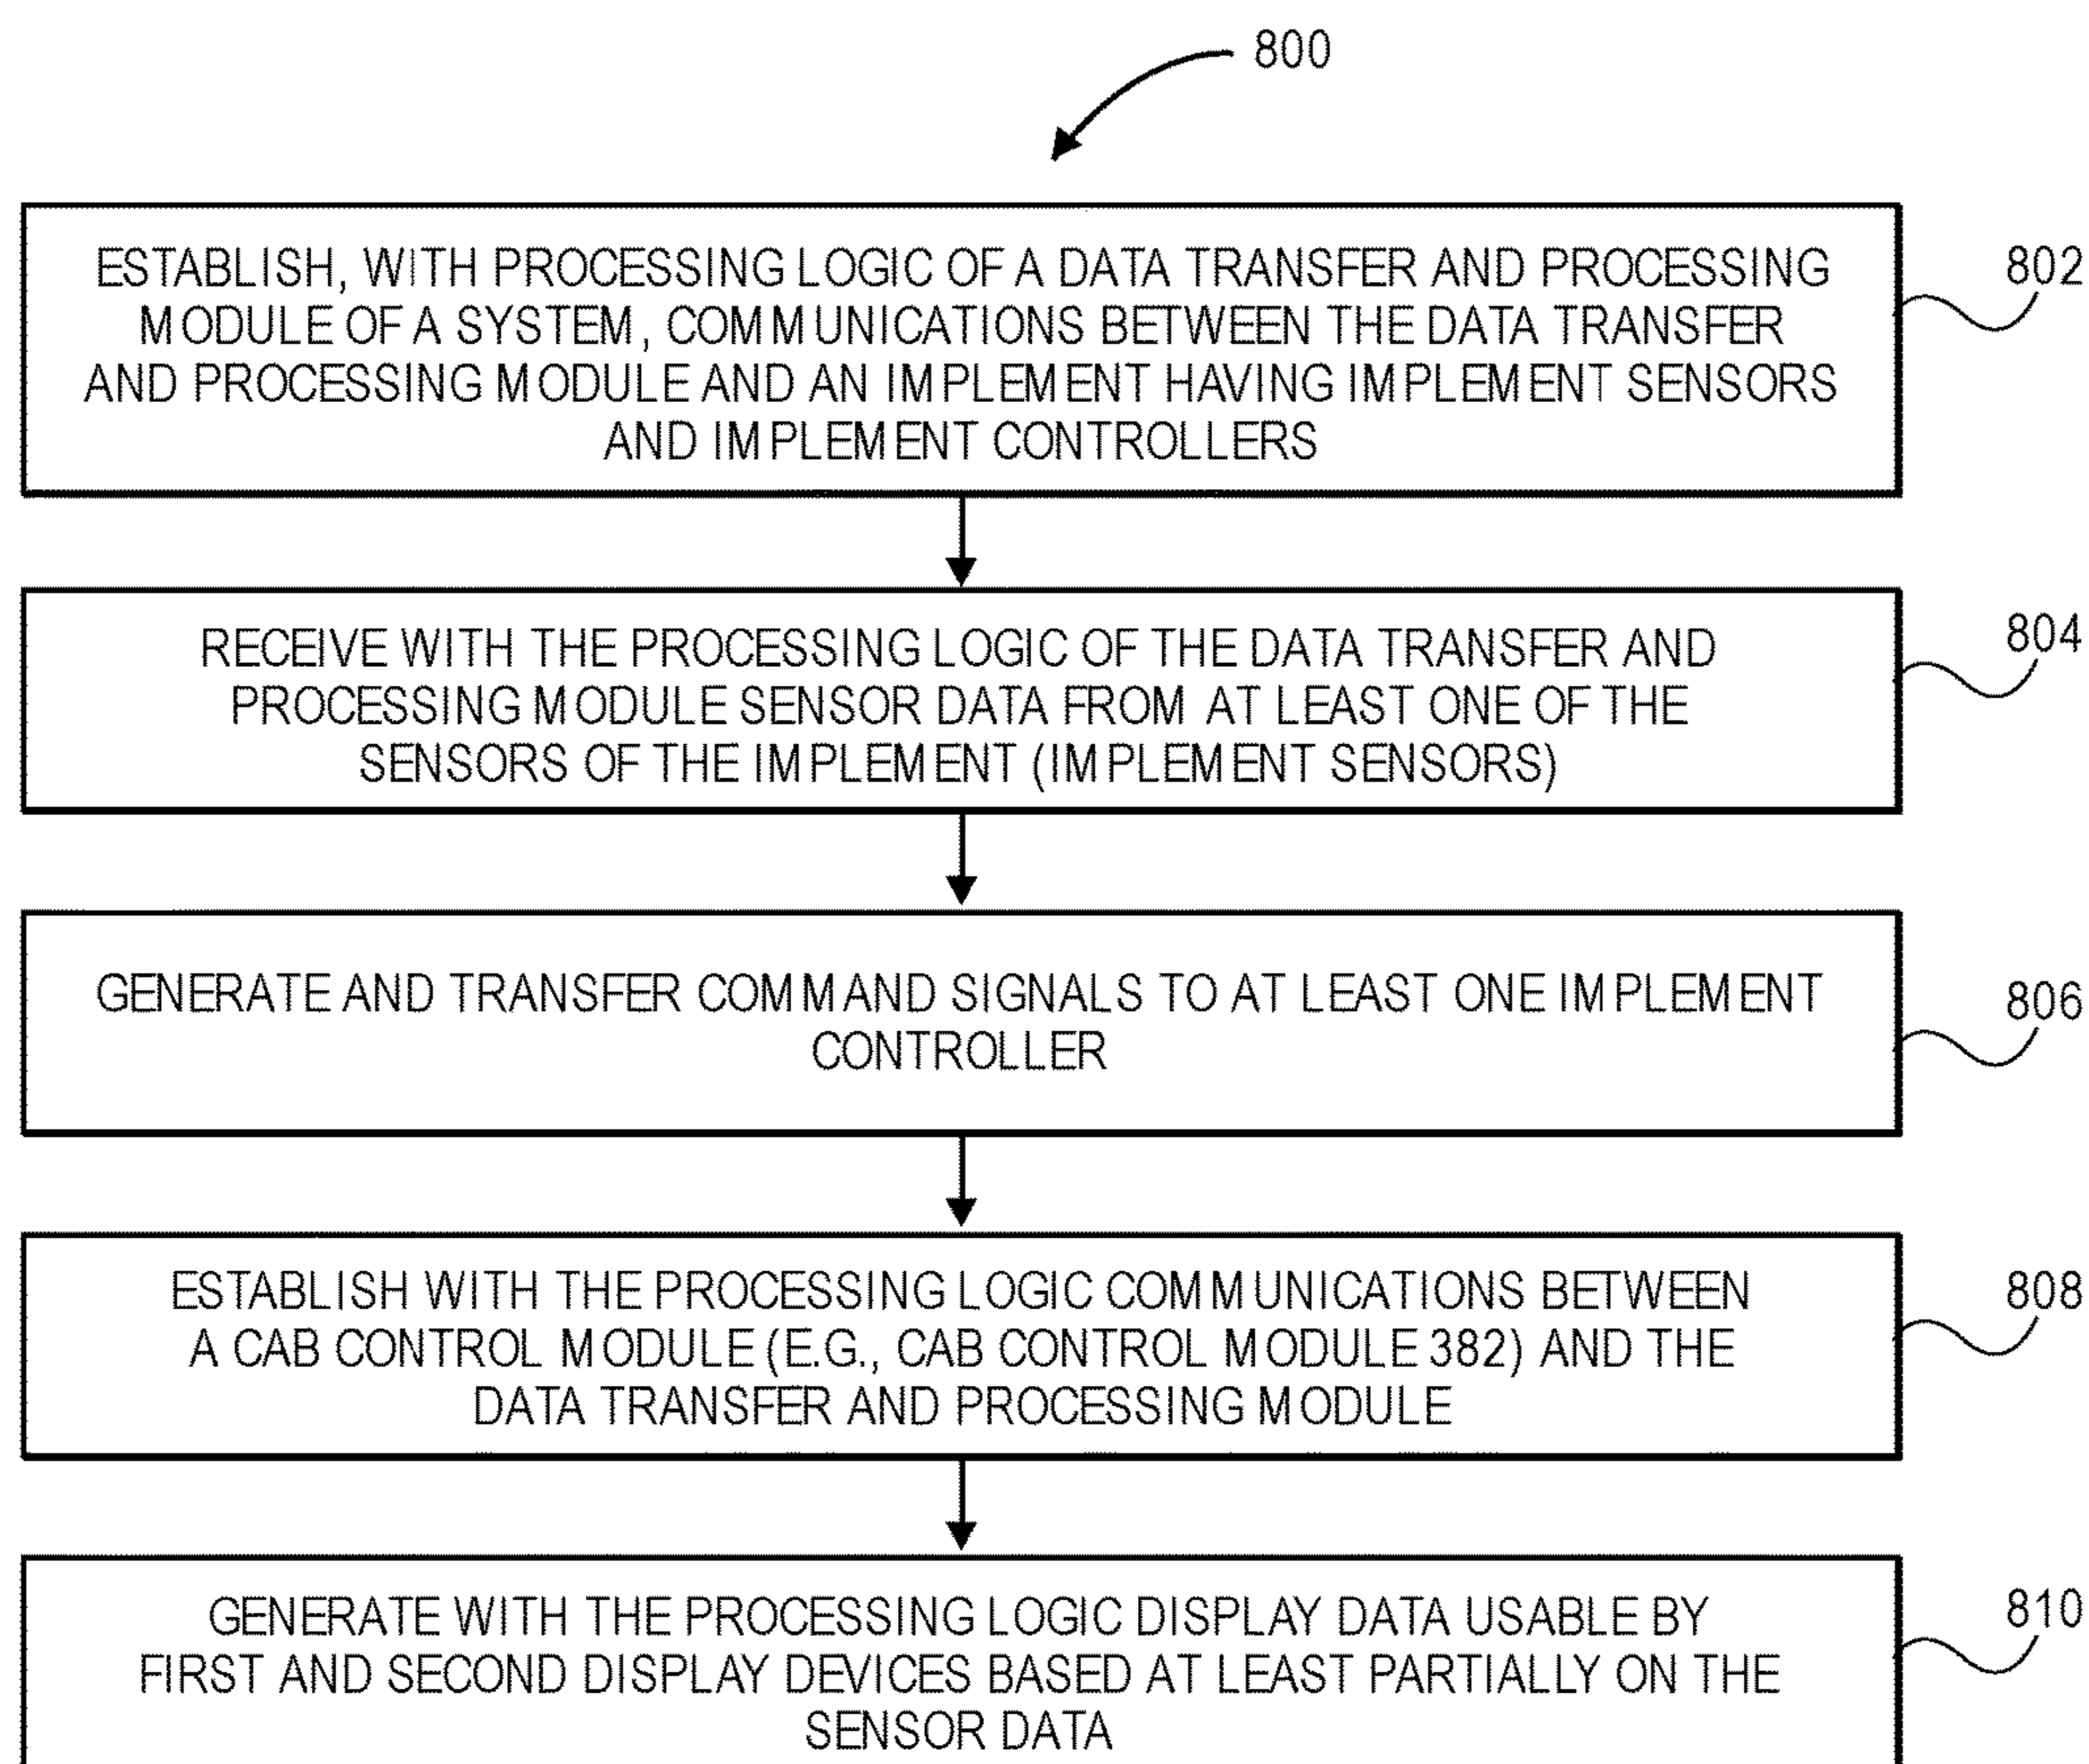 800
ESTABLISH, WITH PROCESSING LOGIC OF A DATA TRANSFER AND PROCESSING
MODULE OF A SYSTEM, COMMUNICATIONS BETWEEN THE DATA TRANSFER
AND PROCESSING MODULE AND AN IMPLEMENT HAVING IMPLEMENT SENSORS
AND IMPLEMENT CONTROLLERS
802
RECEIVE WITH THE PROCESSING LOGIC OF THE DATA TRANSFER AND
PROCESSING MODULE SENSOR DATA FROM AT LEAST ONE OF THE
SENSORS OF THE IMPLEMENT (IMPLEMENT SENSORS)
804
GENERATE AND TRANSFER COMMAND SIGNALS TO AT LEAST ONE IMPLEMENT
CONTROLLER
806
ESTABLISH WITH THE PROCESSING LOGIC COMMUNICATIONS BETWEEN
A CAB CONTROL MODULE (E.G., CAB CONTROL MODULE 382) AND THE
DATA TRANSFER AND PROCESSING MODULE
808
GENERATE WITH THE PROCESSING LOGIC DISPLAY DATA USABLE BY
FIRST AND SECOND DISPLAY DEVICES BASED AT LEAST PARTIALLY ON THE
SENSOR DATA
810